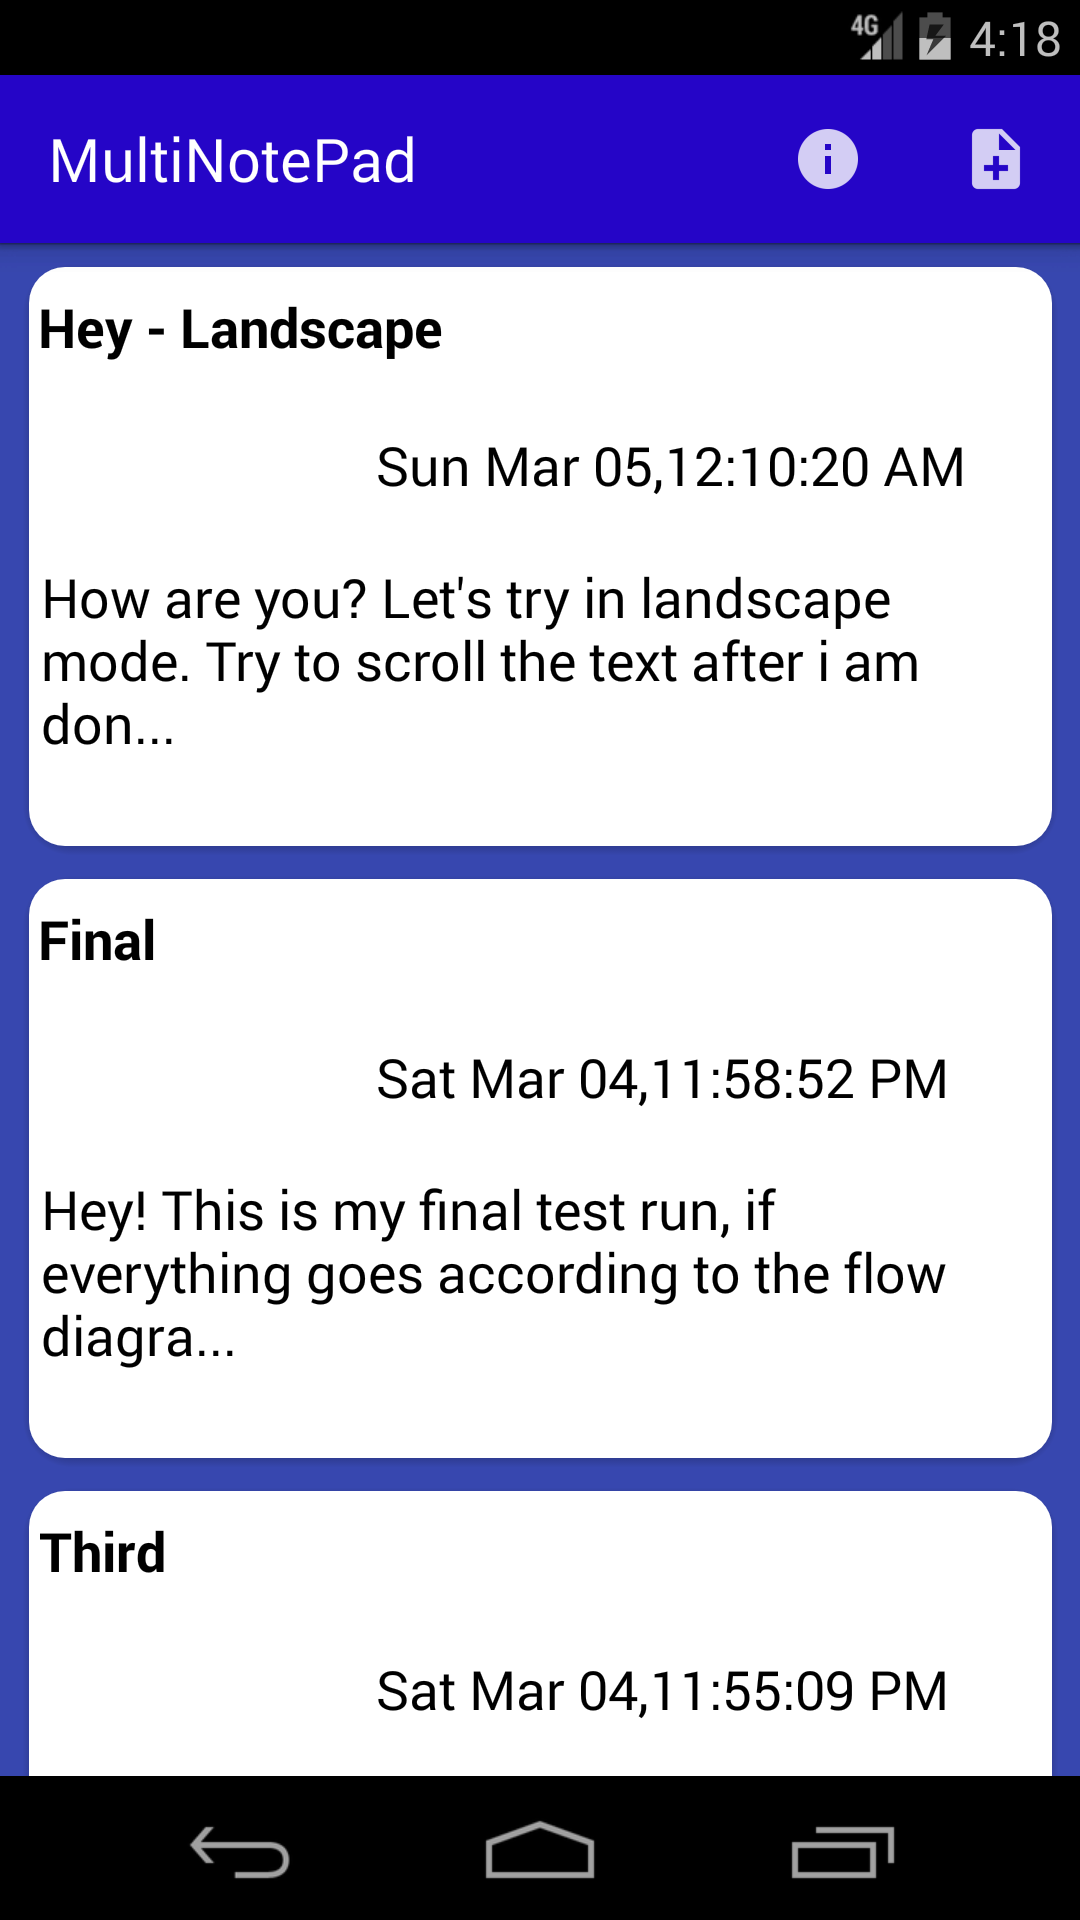 4G 4:18
MultiNotePad
Hey - Landscape
Sun Mar 05,12:10:20 AM
How are you? Let's try in landscape
mode. Try to scroll the text after i am
don...
Final
Sat Mar 04,11:58:52 PM
Hey! This is my final test run, if
everything goes according to the flow
diagra...
Third
Sat Mar 04,11:55:09 PM